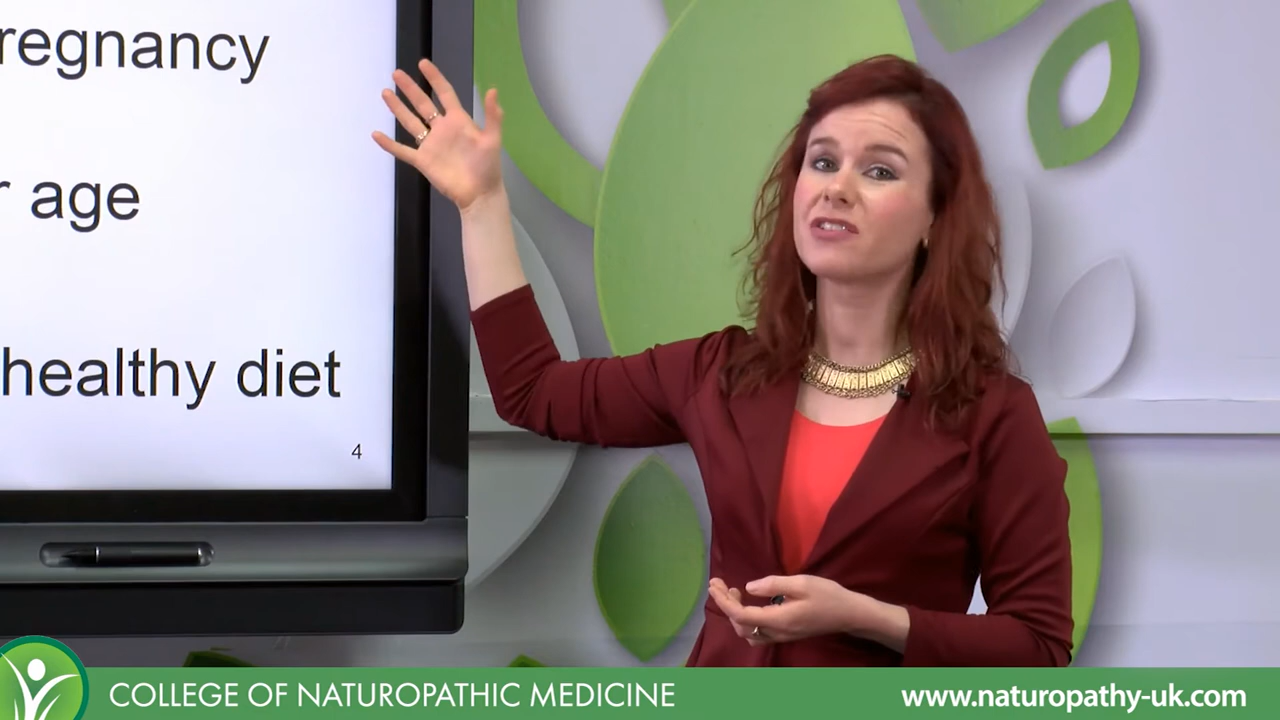 regnancy
r age
healthy diet
4
COLLEGE OF NATUROPATHIC MEDICINE
www.naturopathy-uk.com